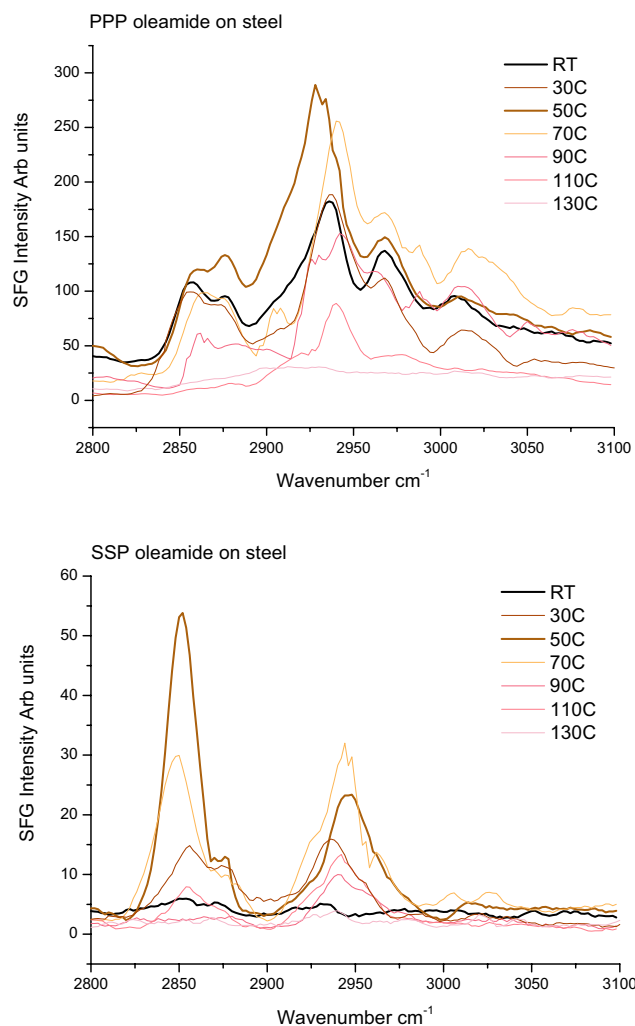 PPP oleamide on steel
300
250
200
150
100
50
0
SFG Intensity Arb units
RT
30C
50C
70C
90C
110C
130C
2800 2850 2900 2950 3000 3050 3100
Wavenumber cm⁻¹
SSP oleamide on steel
60
50
40
30
20
10
0
SFG Intensity Arb units
RT
30C
50C
70C
90C
110C
130C
2800 2850 2900 2950 3000 3050 3100
Wavenumber cm⁻¹